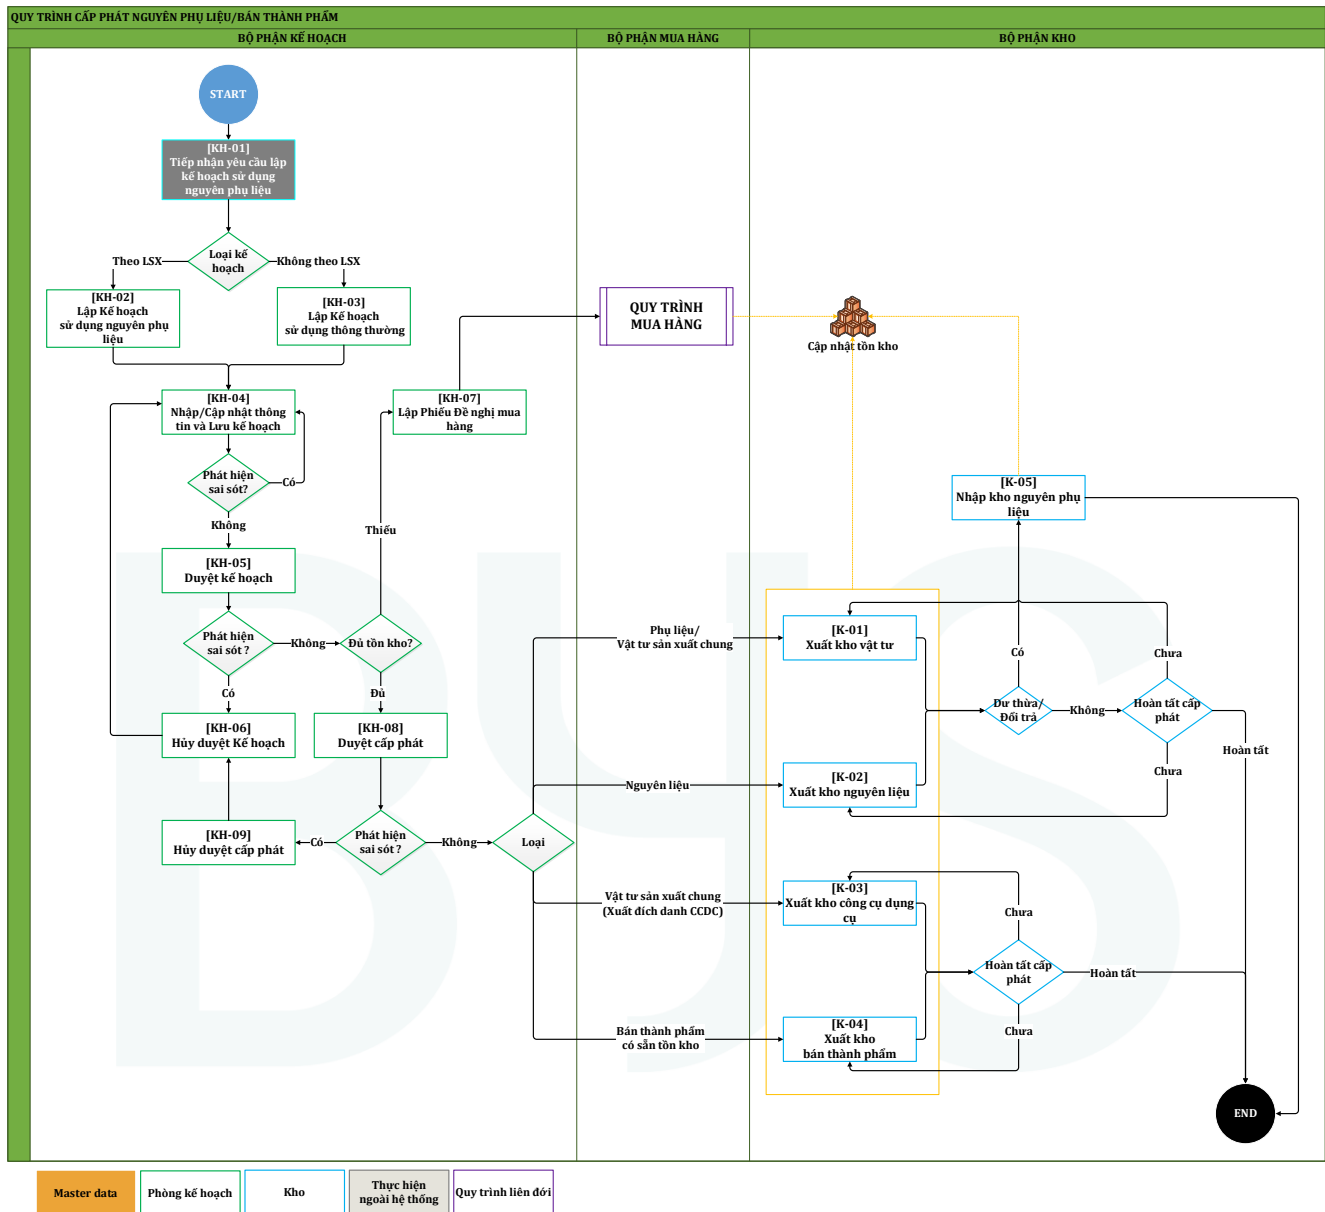 QUY TRÌNH CẤP PHÁT NGUYÊN PHỤ LIỆU/BÁN THÀNH PHẨM
BỘ PHẬN KẾ HOẠCH
BỘ PHẬN MUA HÀNG
BỘ PHẬN KHO
START
[KH-01]
Tiếp nhận yêu cầu lập
kế hoạch sử dụng
nguyên phụ liệu
Loại kế
hoạch
Theo LSX
Không theo LSX
[KH-02]
Lập Kế hoạch
sử dụng nguyên phụ
liệu
[KH-03]
Lập Kế hoạch
sử dụng thông thường
QUY TRÌNH
MUA HÀNG
Cập nhật tồn kho
[KH-04]
Nhập/Cập nhật thông
tin và Lưu kế hoạch
[KH-07]
Lập Phiếu Đề nghị mua
hàng
Phát hiện
sai sót?
Có
Không
Thiếu
[K-05]
Nhập kho nguyên phụ
liệu
[KH-05]
Duyệt kế hoạch
Phát hiện
sai sót ?
Không
Đủ tồn kho?
Có
Đủ
Phụ liệu/
Vật tư sản xuất chung
[K-01]
Xuất kho vật tư
Có
Chưa
Dư thừa/
Đổi trả
Không
Hoàn tất cấp
phát
Hoàn tất
Chưa
[KH-06]
Hủy duyệt Kế hoạch
[KH-08]
Duyệt cấp phát
Nguyên liệu
[K-02]
Xuất kho nguyên liệu
[KH-09]
Hủy duyệt cấp phát
Có
Phát hiện
sai sót ?
Không
Loại
Vật tư sản xuất chung
(Xuất đích danh CCDC)
[K-03]
Xuất kho công cụ dụng
cụ
Chưa
Hoàn tất cấp
phát
Hoàn tất
Chưa
Bán thành phẩm
có sẵn tồn kho
[K-04]
Xuất kho
bán thành phẩm
END
BYS
Master data
Phòng kế hoạch
Kho
Thực hiện
ngoài hệ thống
Quy trình liên đới